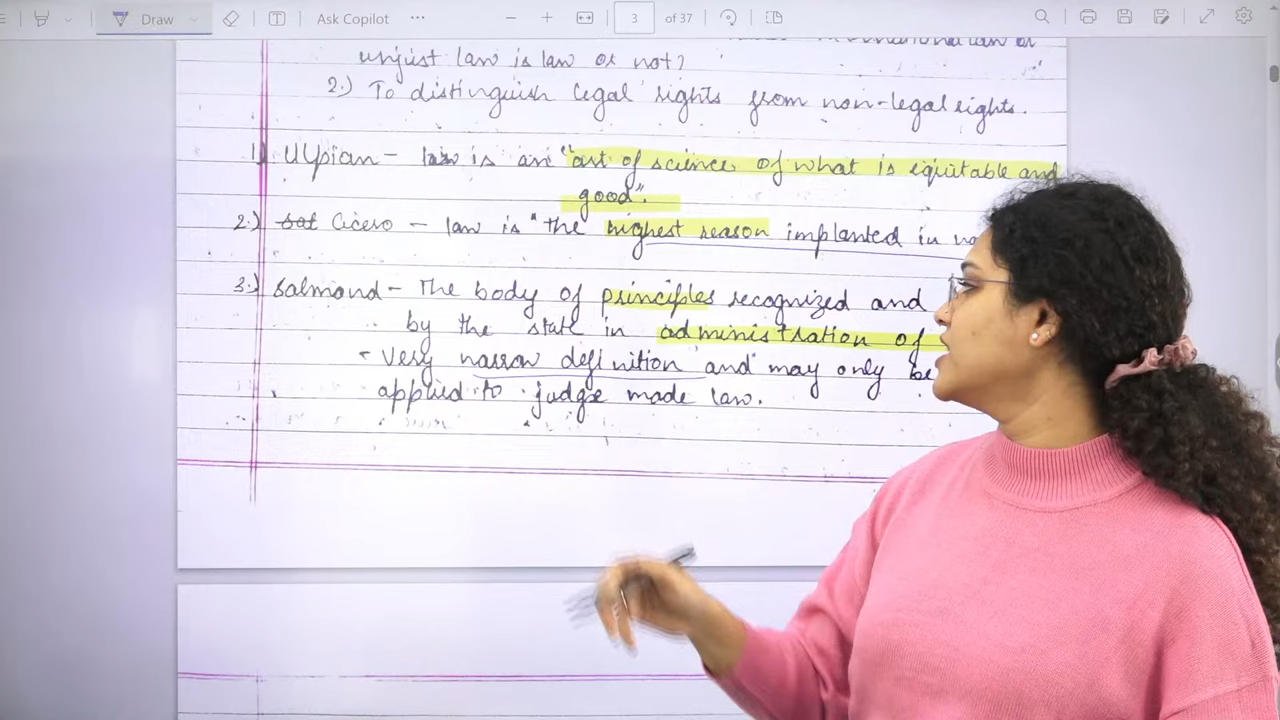 Draw
Ask Copilot
3 of 37
unjust law is law or not?
2.) To distinguish legal rights from non-legal rights.
1) Ulpian - law is an "art of science of what is equitable and
good".
2.) sat Cicero - law is "the highest reason implanted in
3.) Salmond - The body of principles recognized and
by the state in administration of
- Very narrow definition and may only be
applied to judge made law.